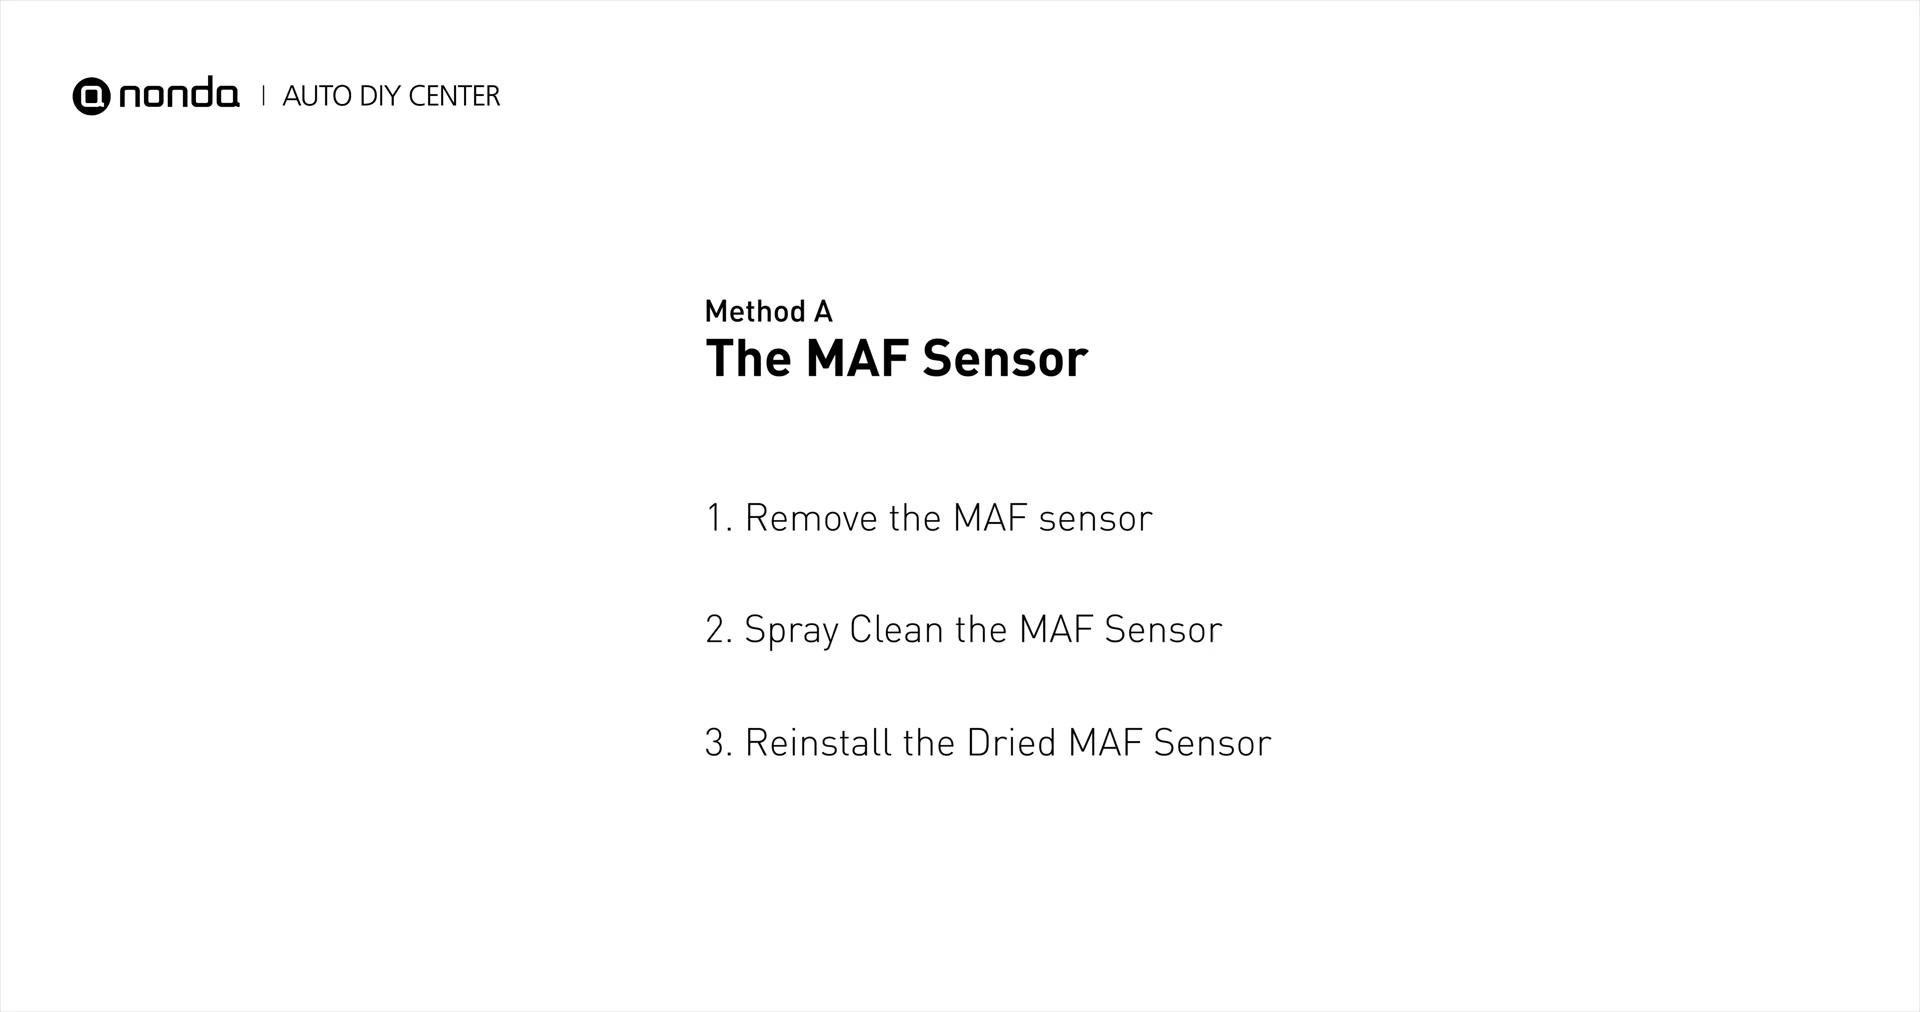 nonda | AUTO DIY CENTER
Method A
The MAF Sensor
1. Remove the MAF sensor
2. Spray Clean the MAF Sensor
3. Reinstall the Dried MAF Sensor